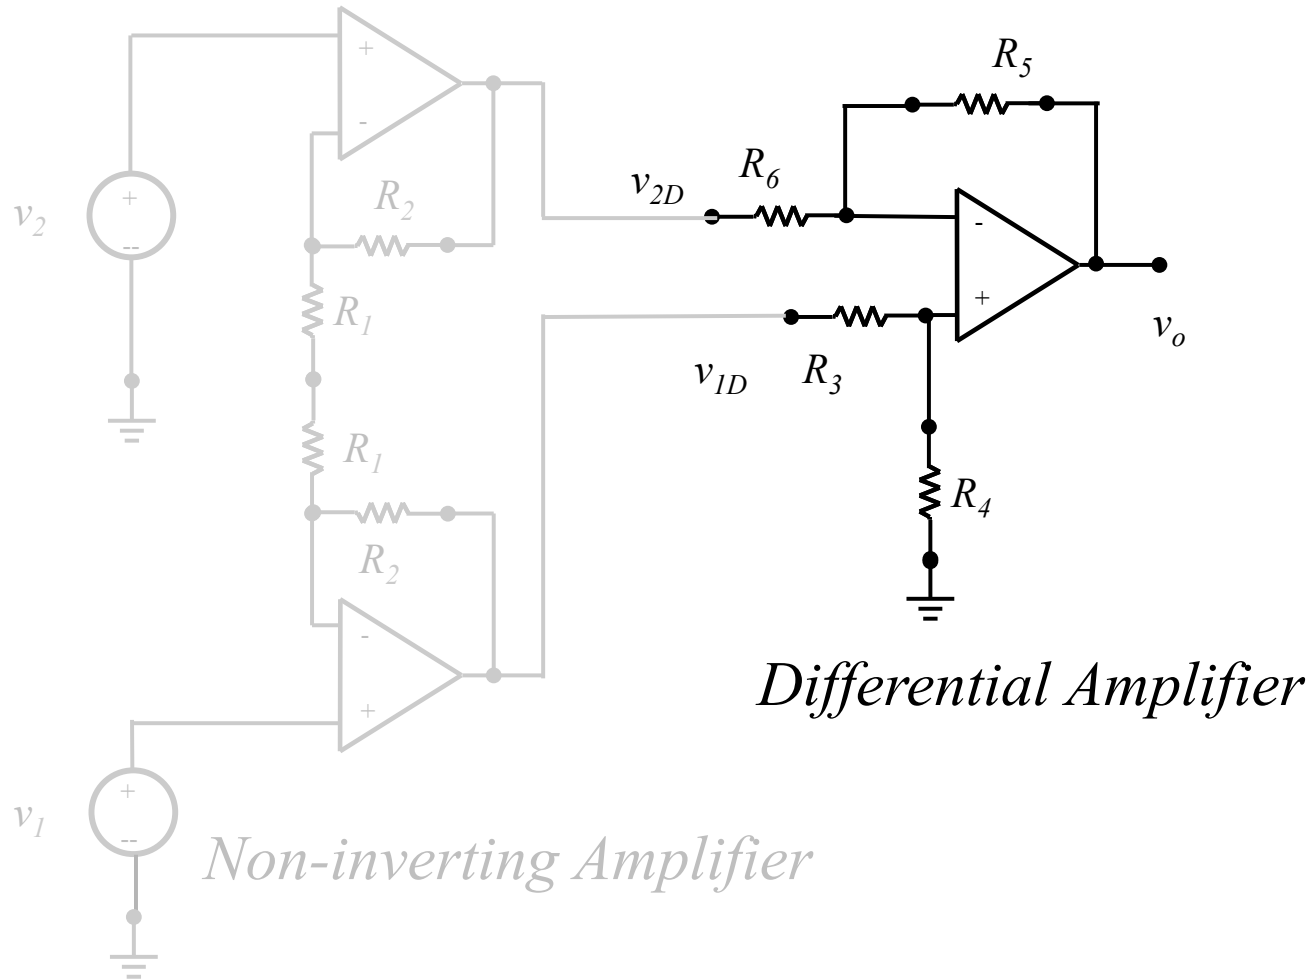 +
-
R2
v2
+
--
R1
R1
R2
-
+
v1
+
--
Non-inverting Amplifier
R5
R6
v2D
-
+
vo
v1D
R3
R4
Differential Amplifier